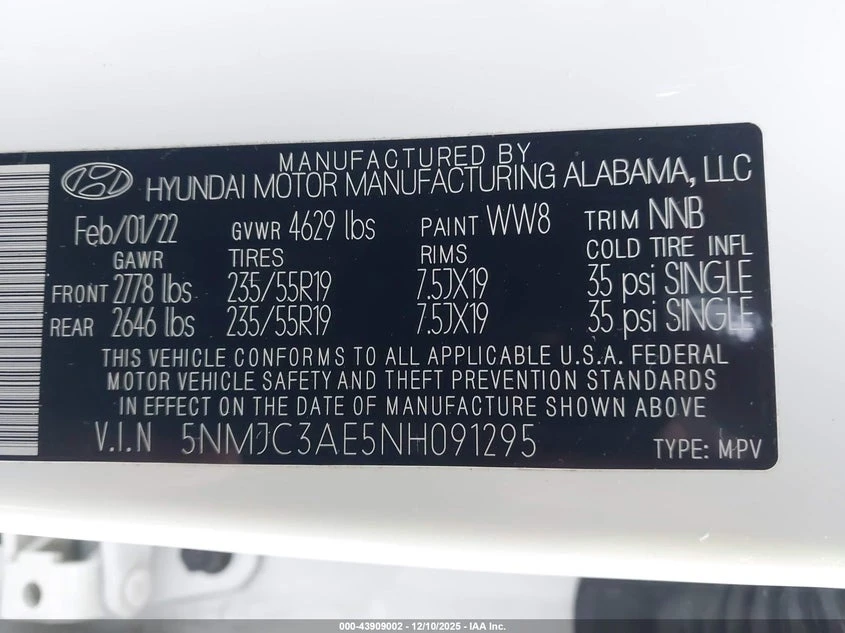 MANUFACTURED BY
HYUNDAI MOTOR MANUFACTURING ALABAMA, LLC
Feb/01/22 GVWR 4629 lbs PAINT WW8 TRIM NNB
GAWR TIRES RIMS COLD TIRE INFL
FRONT 2778 lbs 235/55R19 7.5JX19 35 psi SINGLE
REAR 2646 lbs 235/55R19 7.5JX19 35 psi SINGLE
THIS VEHICLE CONFORMS TO ALL APPLICABLE U.S.A. FEDERAL
MOTOR VEHICLE SAFETY AND THEFT PREVENTION STANDARDS
IN EFFECT ON THE DATE OF MANUFACTURE SHOWN ABOVE
V.I.N 5NMJC3AE5NH091295 TYPE: MPV
000-43909002 — 12/10/2025 — IAA Inc.